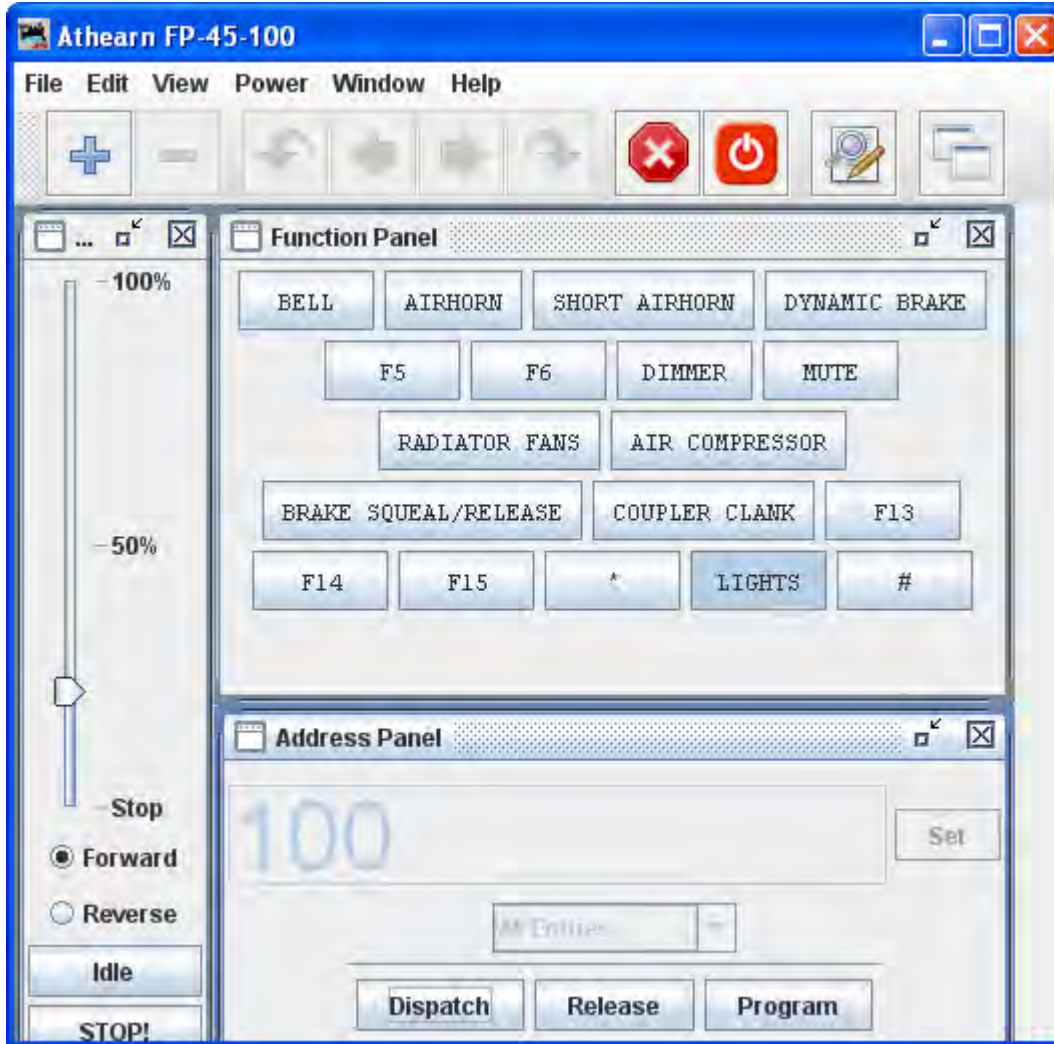 Athearn FP-45-100
File Edit View Power Window Help
...
Function Panel
100%
50%
Stop
Forward
Reverse
Idle
STOP!
BELL AIRHORN SHORT AIRHORN DYNAMIC BRAKE
F5 F6 DIMMER MUTE
RADIATOR FANS AIR COMPRESSOR
BRAKE SQUEAL/RELEASE COUPLER CLANK F13
F14 F15 * LIGHTS #
Address Panel
100 Set
Entries
Dispatch Release Program